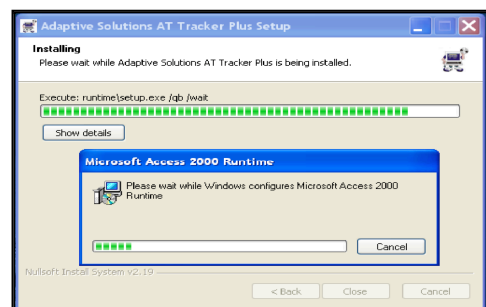 Adaptive Solutions AT Tracker Plus Setup
Installing
Please wait while Adaptive Solutions AT Tracker Plus is being installed.
Execute: runtime\setup.exe /qb /wait
Show details
Microsoft Access 2000 Runtime
Please wait while Windows configures Microsoft Access 2000
Runtime
Cancel
Nullsoft Install System v2.19
< Back Close Cancel